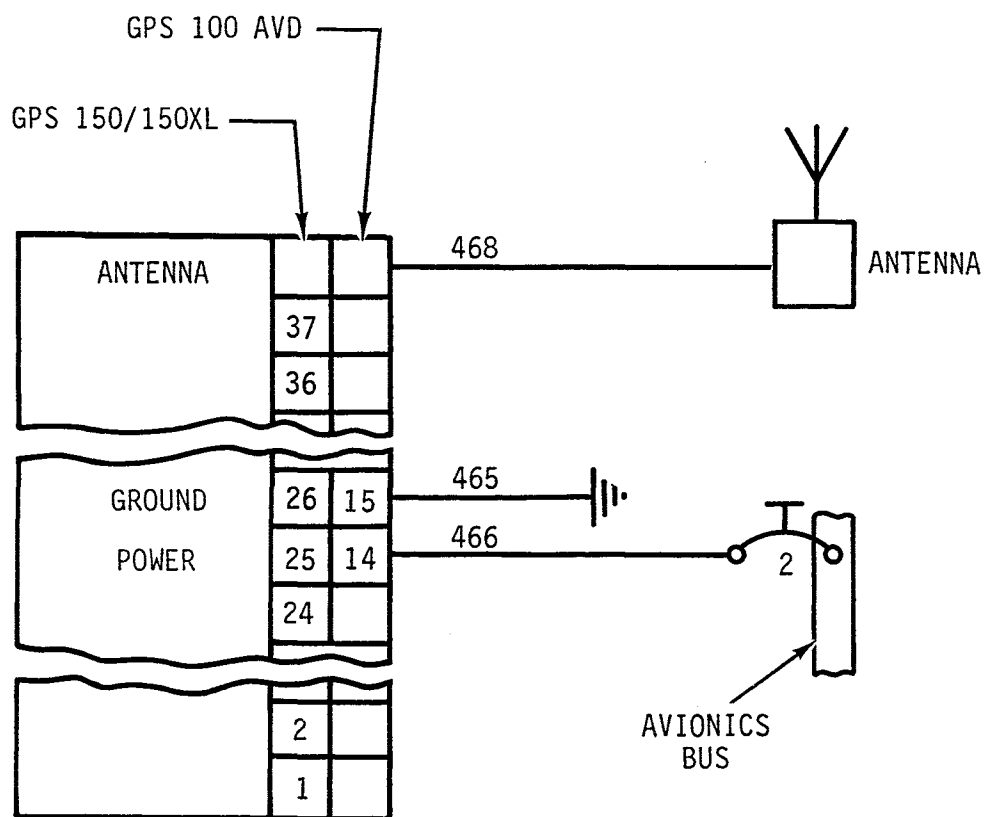 GPS 100 AVD
GPS 150/150XL
ANTENNA
468
ANTENNA
37
36
GROUND
26
15
465
POWER
25
14
466
2
24
AVIONICS
BUS
2
1